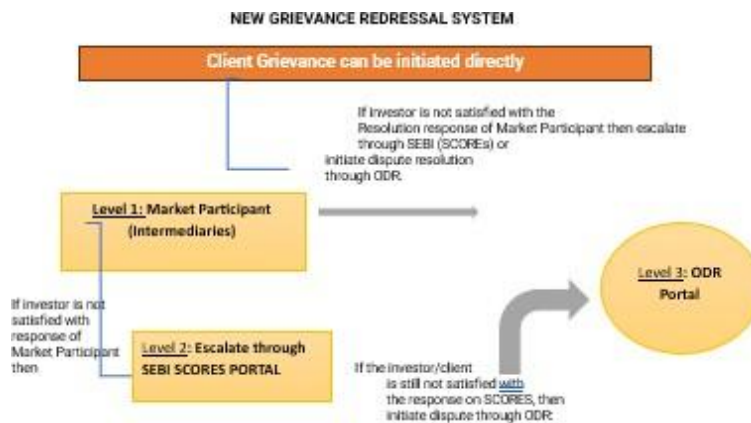 NEW GRIEVANCE REDRESSAL SYSTEM
Client Grievance can be initiated directly
If investor is not satisfied with the
Resolution response of Market Participant then escalate
through SEBI (SCOREs) or
initiate dispute resolution
through ODR.
Level 1: Market Participant
(Intermediaries)
Level 3: ODR
Portal
If investor is not
satisfied with
response of
Market Participant
then
Level 2: Escalate through
SEBI SCORES PORTAL
If the investor/client
is still not satisfied with
the response on SCORES, then
initiate dispute through ODR.